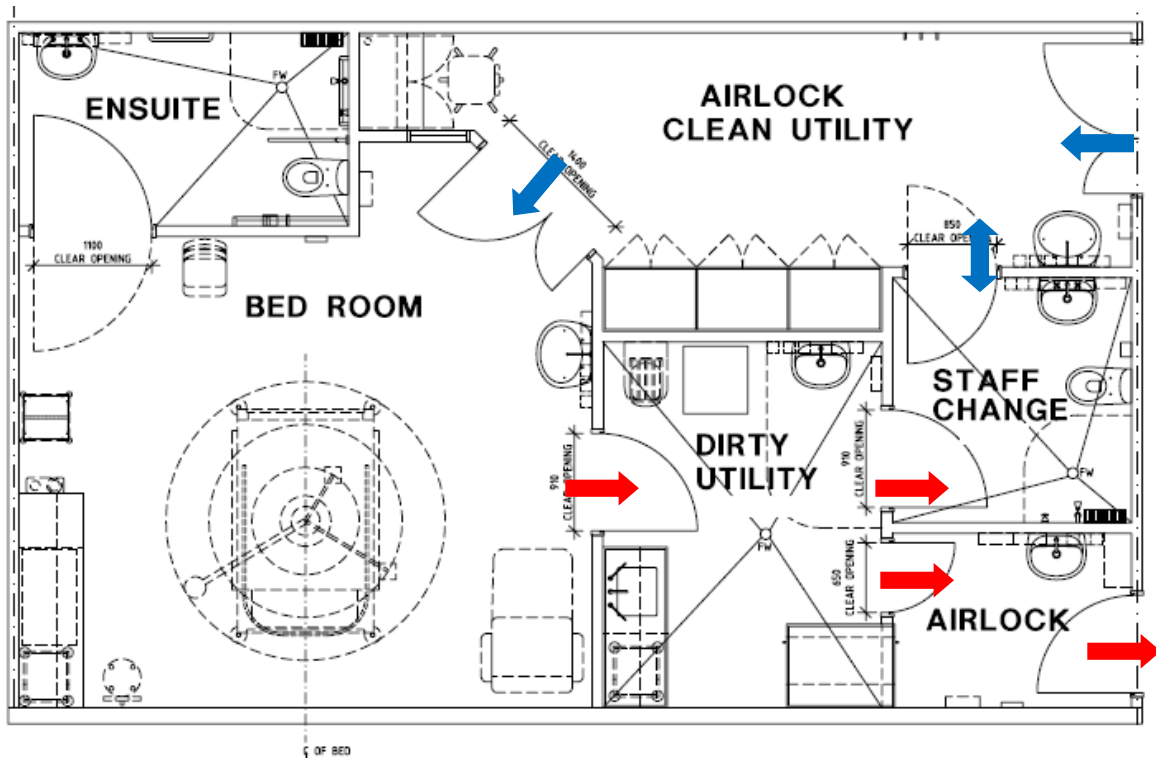 FW
ENSUITE
AIRLOCK
CLEAN UTILITY
1400
CLEAR OPENING
850
CLEAR OPENING
1100
CLEAR OPENING
BED ROOM
STAFF
CHANGE
DIRTY
UTILITY
910
CLEAR OPENING
910
CLEAR OPENING
FW
FW
650
CLEAR OPENING
AIRLOCK
OF BED